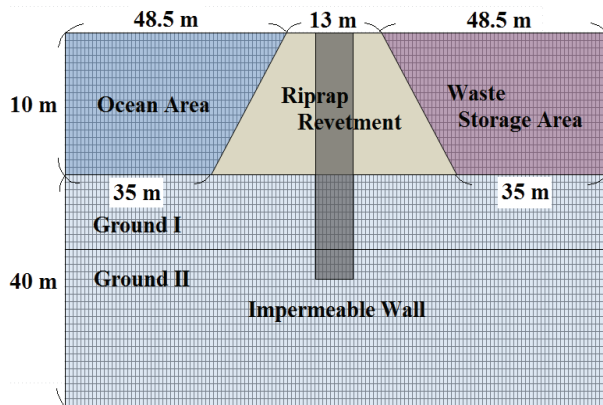 48.5 m
13 m
48.5 m
10 m
Ocean Area
Riprap
Revetment
Waste
Storage Area
35 m
35 m
Ground I
40 m
Ground II
Impermeable Wall